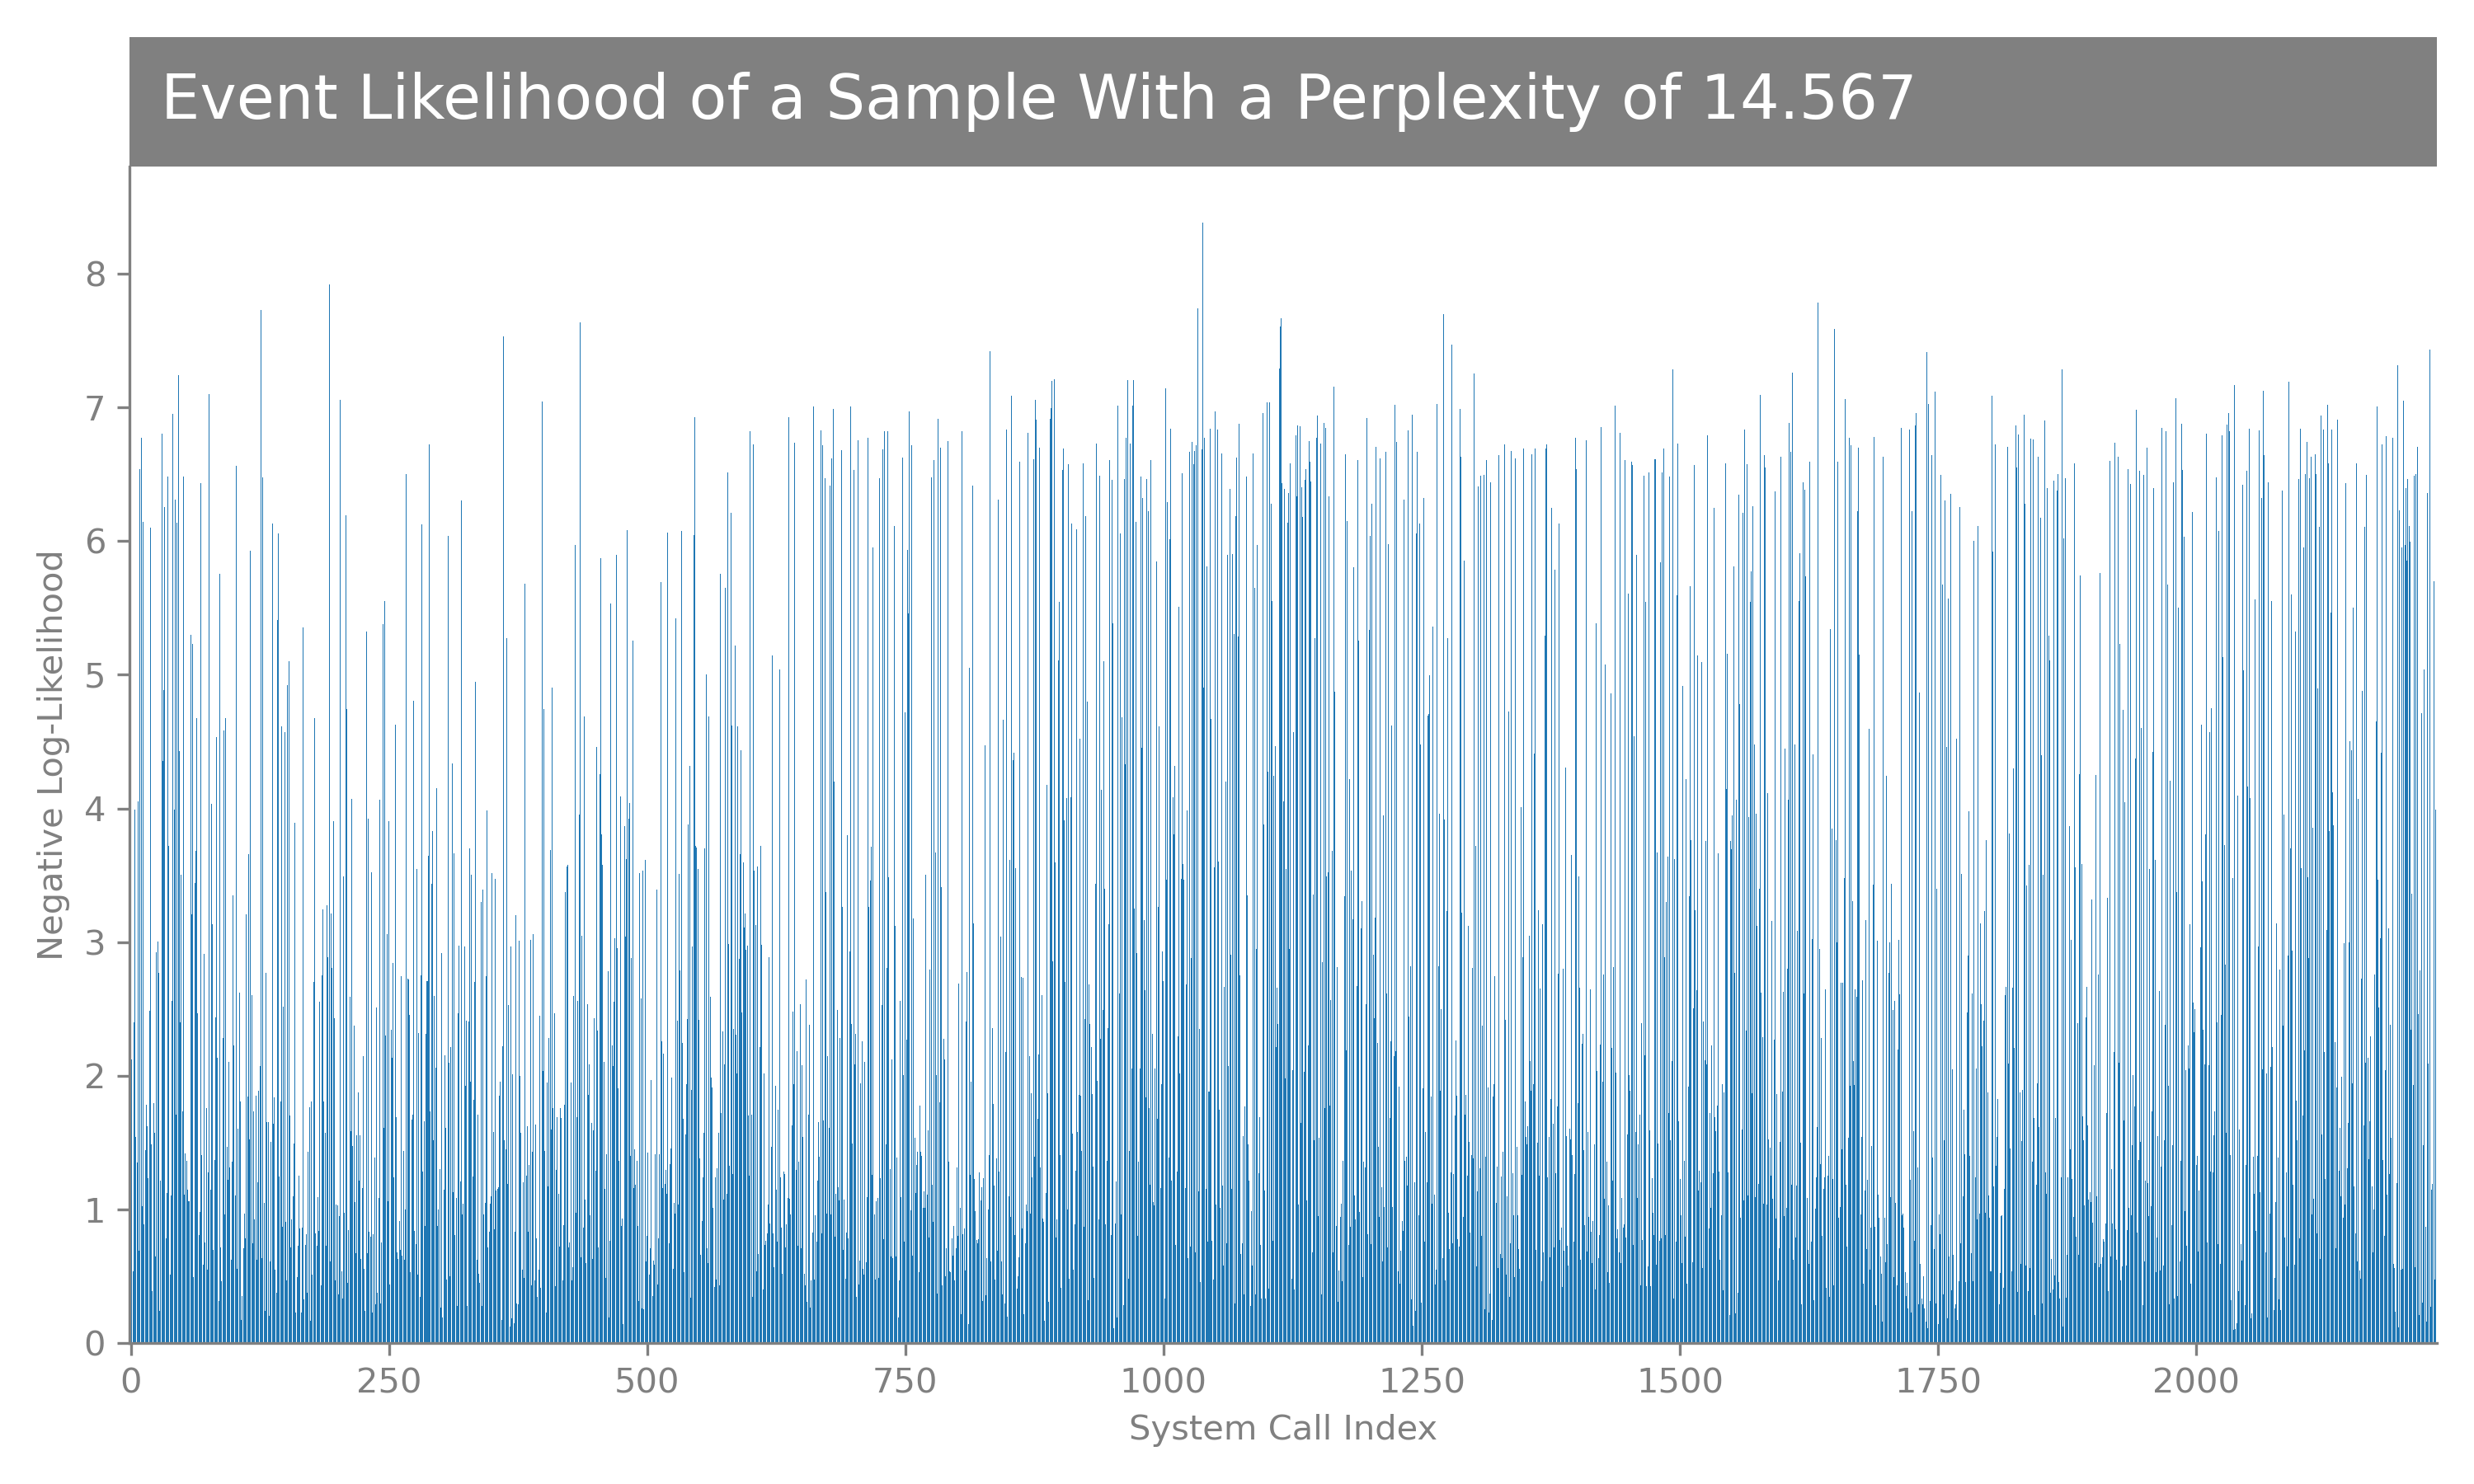 Event Likelihood of a Sample With a Perplexity of 14.567
8
7
6
5
4
3
2
1
0
Negative Log-Likelihood
0 250 500 750 1000 1250 1500 1750 2000
System Call Index